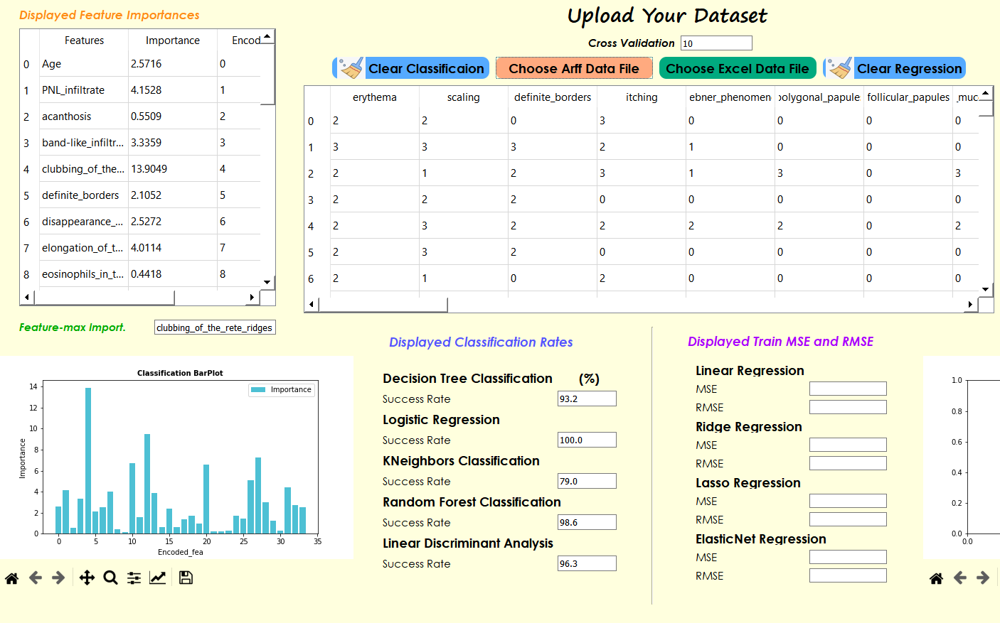 Displayed Feature Importances
Features Importance Encod
0 Age 2.5716 0
1 PNL_infiltrate 4.1528 1
2 acanthosis 0.5509 2
3 band-like_infiltr... 3.3359 3
4 clubbing_of_the... 13.9049 4
5 definite_borders 2.1052 5
6 disappearance_... 2.5272 6
7 elongation_of_t... 4.0114 7
8 eosinophils_in_t... 0.4418 8
Feature-max Import. clubbing_of_the_rete_ridges
Upload Your Dataset
Cross Validation 10
Clear Classificaion Choose Arff Data File Choose Excel Data File Clear Regression
erythema scaling definite_borders itching ebner_phenomen polygonal_papule follicular_papules _muc
0 2 2 0 3 0 0 0 0
1 3 3 3 2 1 0 0 0
2 2 1 2 3 1 3 0 3
3 2 2 2 0 0 0 0 0
4 2 3 2 2 2 2 0 2
5 2 3 2 0 0 0 0 0
6 2 1 0 2 0 0 0 0
Classification BarPlot
Importance
14
12
10
8
6
4
2
0
Importance
0 5 10 15 20 25 30 35
Encoded_fea
Displayed Classification Rates
Decision Tree Classification (%)
Success Rate 93.2
Logistic Regression
Success Rate 100.0
KNeighbors Classification
Success Rate 79.0
Random Forest Classification
Success Rate 98.6
Linear Discriminant Analysis
Success Rate 96.3
Displayed Train MSE and RMSE
Linear Regression
MSE
RMSE
Ridge Regression
MSE
RMSE
Lasso Regression
MSE
RMSE
ElasticNet Regression
MSE
RMSE
1.0
0.8
0.6
0.4
0.2
0.0
0.0